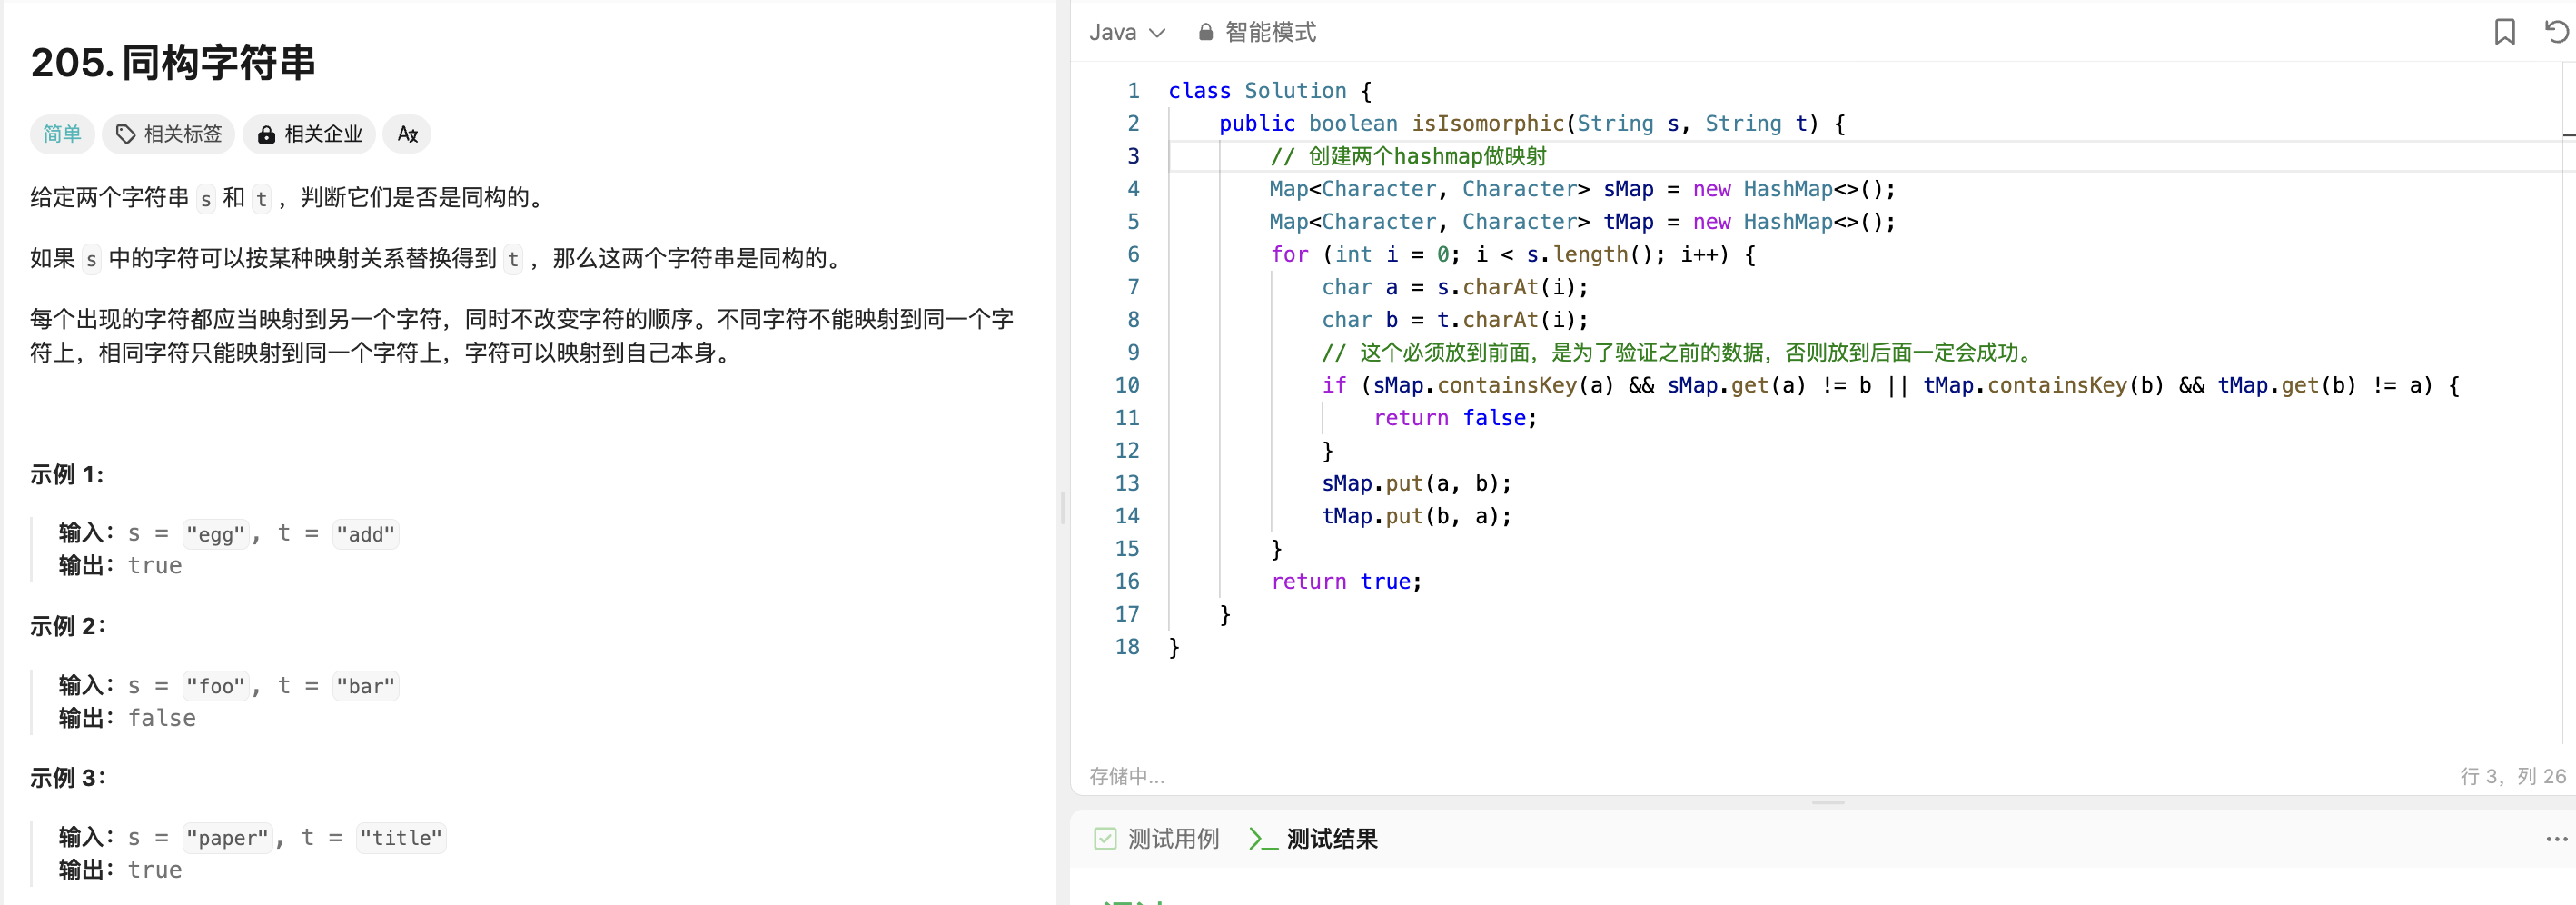 205. 同构字符串
简单 相关标签 相关企业
给定两个字符串 s 和 t ，判断它们是否是同构的。
如果 s 中的字符可以按某种映射关系替换得到 t ，那么这两个字符串是同构的。
每个出现的字符都应当映射到另一个字符，同时不改变字符的顺序。不同字符不能映射到同一个字
符上，相同字符只能映射到同一个字符上，字符可以映射到自己本身。
示例 1:
输入：s = "egg", t = "add"
输出：true
示例 2：
输入：s = "foo", t = "bar"
输出：false
示例 3：
输入：s = "paper", t = "title"
输出：true
Java 智能模式
1 class Solution {
2 public boolean isIsomorphic(String s, String t) {
3 // 创建两个hashmap做映射
4 Map<Character, Character> sMap = new HashMap<>();
5 Map<Character, Character> tMap = new HashMap<>();
6 for (int i = 0; i < s.length(); i++) {
7 char a = s.charAt(i);
8 char b = t.charAt(i);
9 // 这个必须放到前面，是为了验证之前的数据，否则放到后面一定会成功。
10 if (sMap.containsKey(a) && sMap.get(a) != b || tMap.containsKey(b) && tMap.get(b) != a) {
11 return false;
12 }
13 sMap.put(a, b);
14 tMap.put(b, a);
15 }
16 return true;
17 }
18 }
存储中... 行 3，列 26
测试用例 测试结果